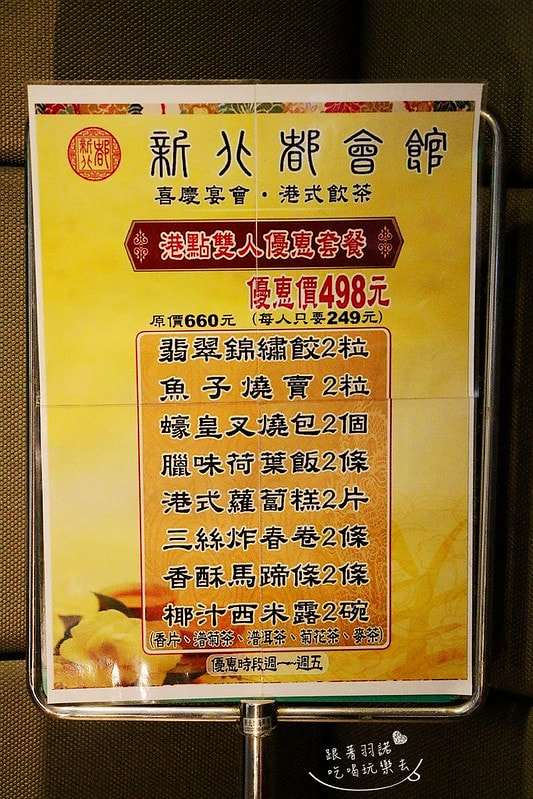 都新北
新北都會館
喜慶宴會・港式飲茶
港點雙人優惠套餐
優惠價498元
原價660元 (每人只要249元)
翡翠錦繡餃2粒
魚子燒賣2粒
蠔皇叉燒包2個
臘味荷葉飯2條
港式蘿蔔糕2片
三絲炸春卷2條
香酥馬蹄條2條
椰汁西米露2碗
(香片、潽菊茶、潽洱茶、菊花茶、麥茶)
優惠時段週一~週五
跟著羽諾
吃喝玩樂去